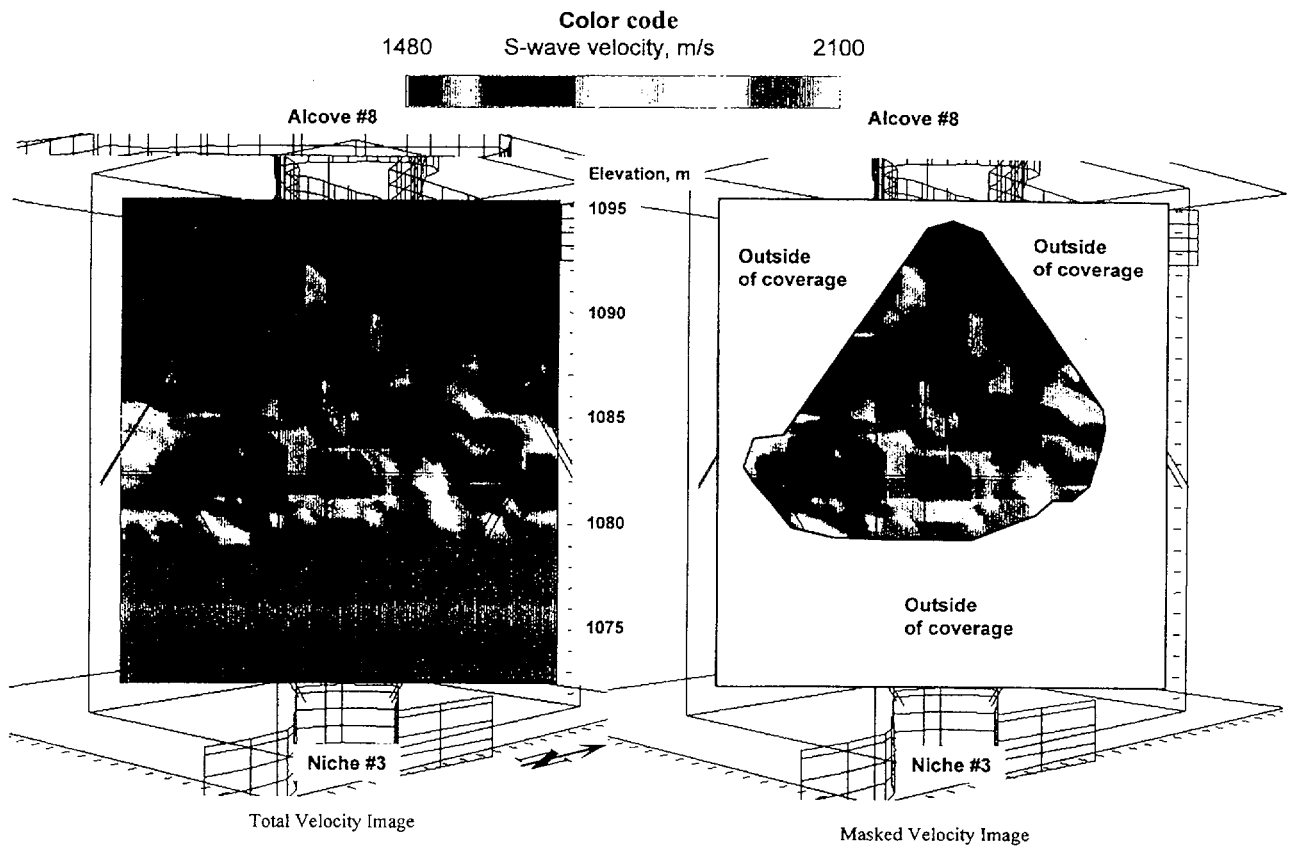 Color code
1480 S-wave velocity, m/s 2100
Alcove #8
Alcove #8
Elevation, m
1095
1090
1085
1080
1075
Outside
of coverage
Outside
of coverage
Outside
of coverage
Niche #3
Niche #3
Total Velocity Image
Masked Velocity Image